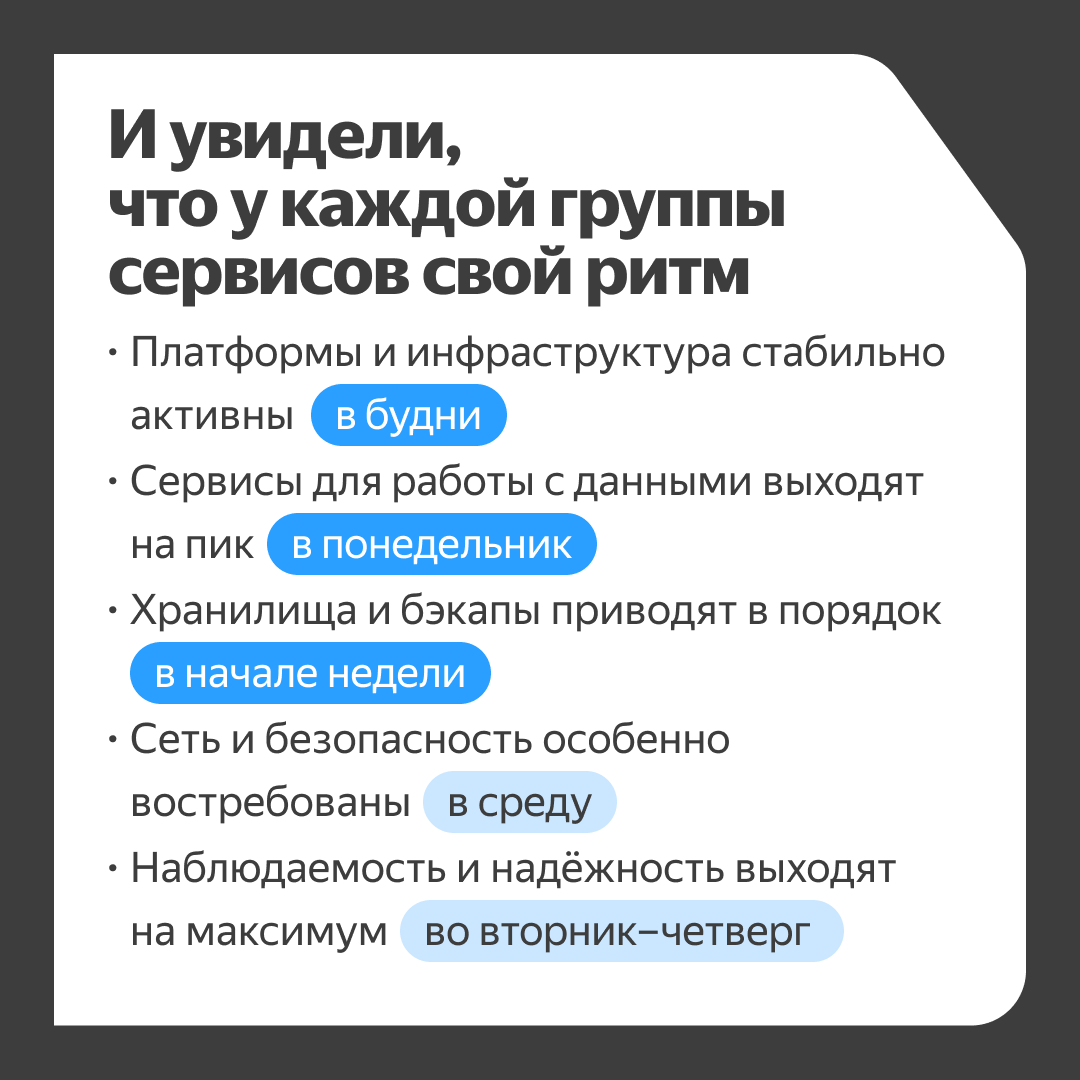 И увидели,
что у каждой группы
сервисов свой ритм
· Платформы и инфраструктура стабильно
активны в будни
· Сервисы для работы с данными выходят
на пик в понедельник
· Хранилища и бэкапы приводят в порядок
в начале недели
· Сеть и безопасность особенно
востребованы в среду
· Наблюдаемость и надёжность выходят
на максимум во вторник–четверг